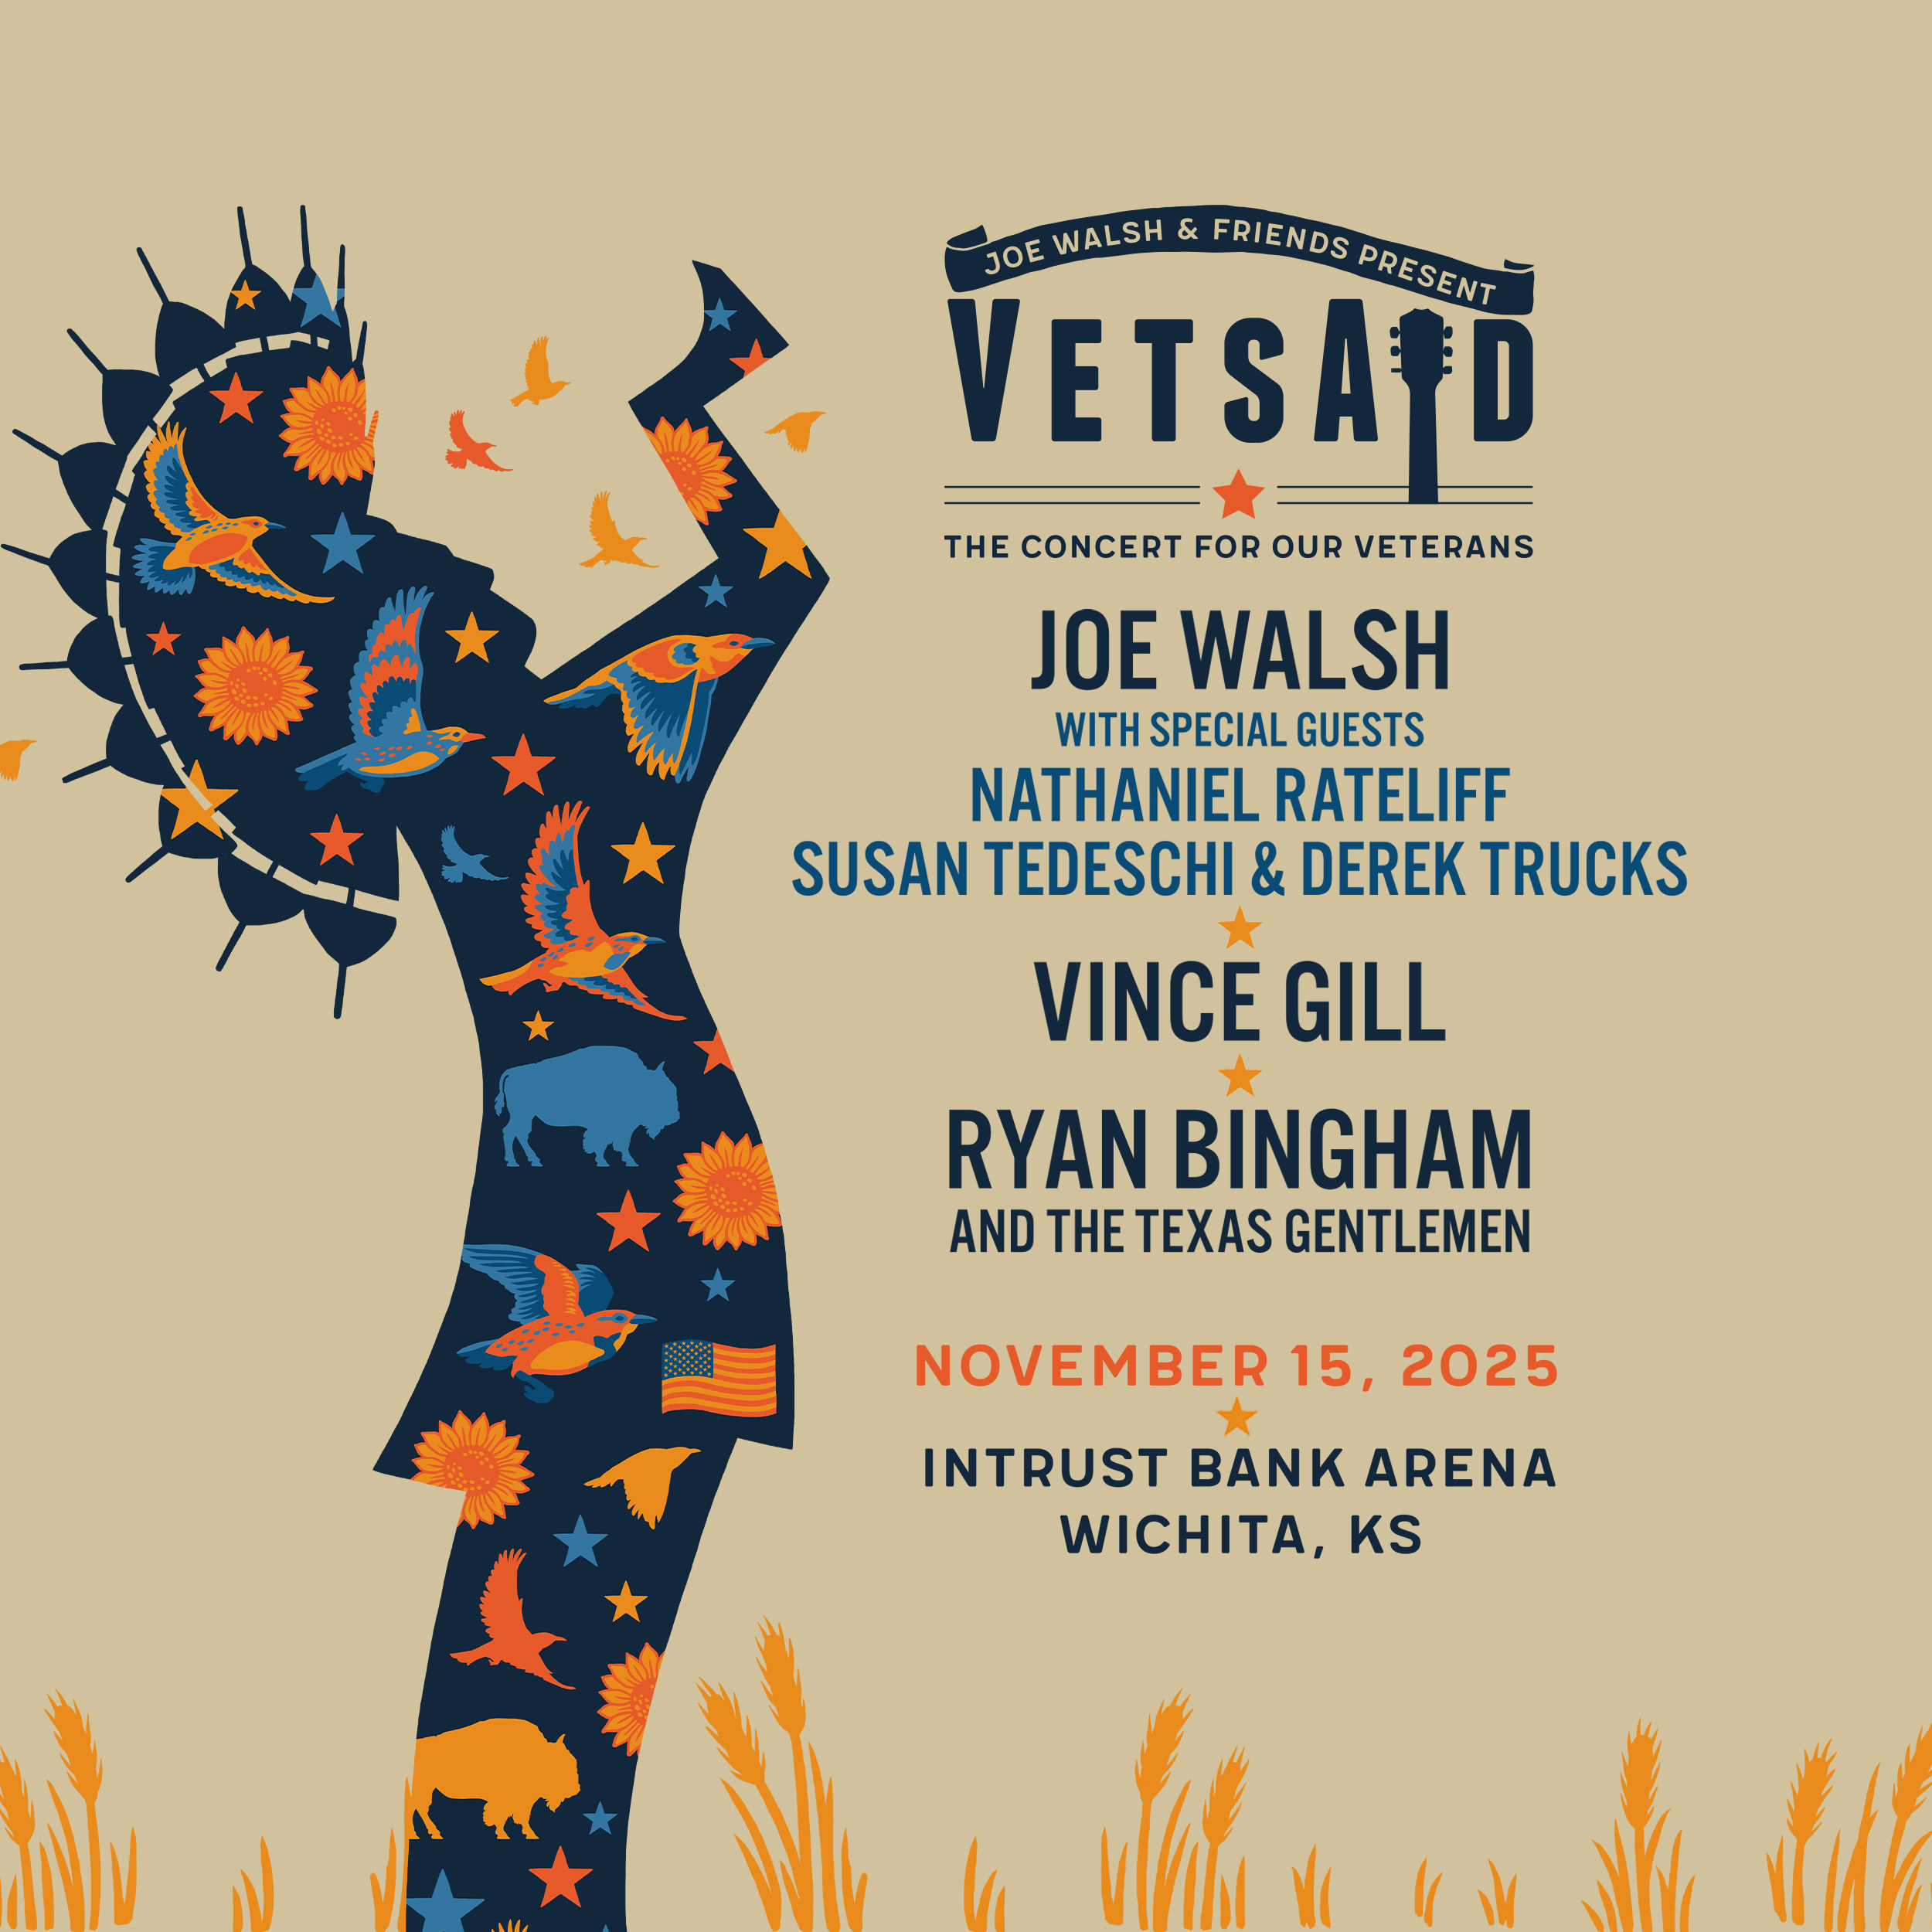 JOE WALSH & FRIENDS PRESENT
VETSAID
THE CONCERT FOR OUR VETERANS
JOE WALSH
WITH SPECIAL GUESTS
NATHANIEL RATELIFF
SUSAN TEDESCHI & DEREK TRUCKS
VINCE GILL
RYAN BINGHAM
AND THE TEXAS GENTLEMEN
NOVEMBER 15, 2025
INTRUST BANK ARENA
WICHITA, KS